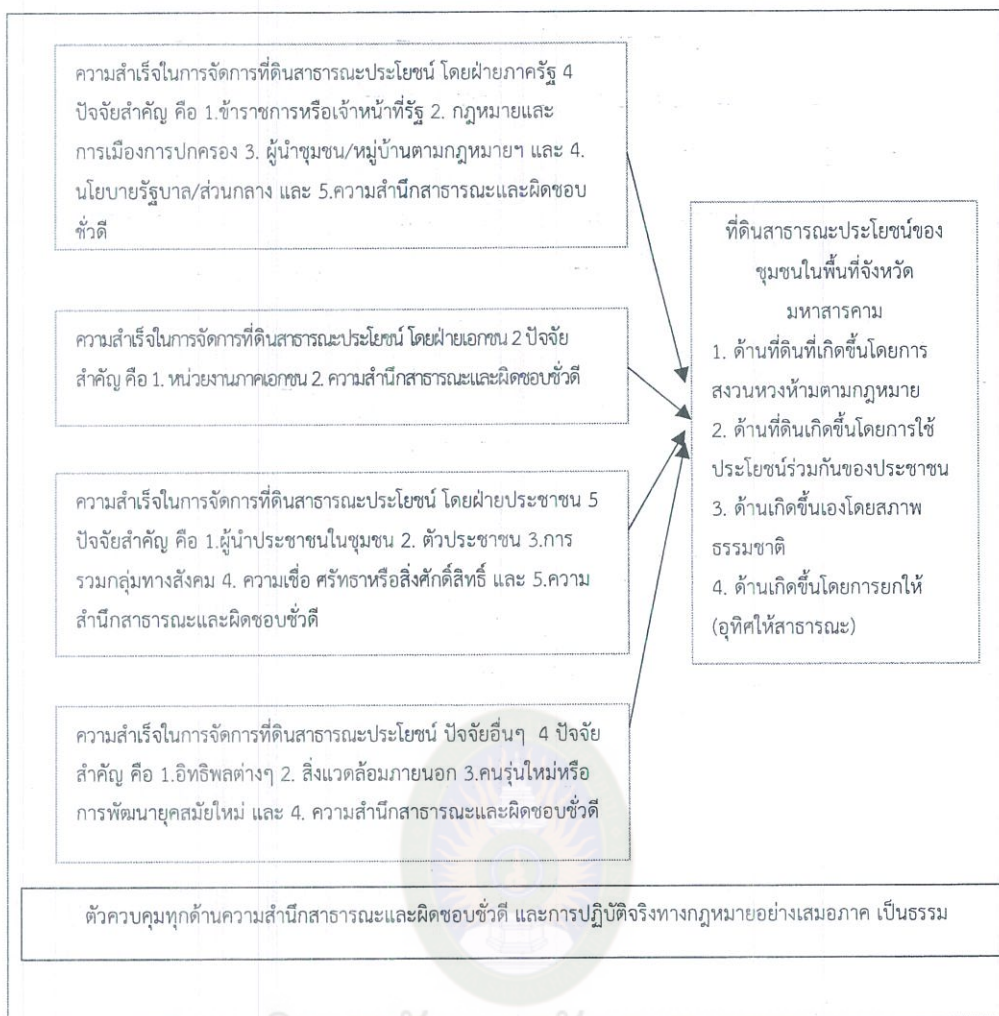 ความสำเร็จในการจัดการที่ดินสาธารณะประโยชน์ โดยฝ่ายภาครัฐ 4
ปัจจัยสำคัญ คือ 1.ข้าราชการหรือเจ้าหน้าที่รัฐ 2. กฎหมายและ
การเมืองการปกครอง 3. ผู้นำชุมชน/หมู่บ้านตามกฎหมายฯ และ 4.
นโยบายรัฐบาล/ส่วนกลาง และ 5.ความสำนึกสาธารณะและผิดชอบ
ชั่วดี
ความสำเร็จในการจัดการที่ดินสาธารณะประโยชน์ โดยฝ่ายเอกชน 2 ปัจจัย
สำคัญ คือ 1. หน่วยงานภาคเอกชน 2. ความสำนึกสาธารณะและผิดชอบชั่วดี
ความสำเร็จในการจัดการที่ดินสาธารณะประโยชน์ โดยฝ่ายประชาชน 5
ปัจจัยสำคัญ คือ 1.ผู้นำประชาชนในชุมชน 2. ตัวประชาชน 3.การ
รวมกลุ่มทางสังคม 4. ความเชื่อ ศรัทธาหรือสิ่งศักดิ์สิทธิ์ และ 5.ความ
สำนึกสาธารณะและผิดชอบชั่วดี
ความสำเร็จในการจัดการที่ดินสาธารณะประโยชน์ ปัจจัยอื่นๆ 4 ปัจจัย
สำคัญ คือ 1.อิทธิพลต่างๆ 2. สิ่งแวดล้อมภายนอก 3.คนรุ่นใหม่หรือ
การพัฒนายุคสมัยใหม่ และ 4. ความสำนึกสาธารณะและผิดชอบชั่วดี
ที่ดินสาธารณะประโยชน์ของ
ชุมชนในพื้นที่จังหวัด
มหาสารคาม
1. ด้านที่ดินที่เกิดขึ้นโดยการ
สงวนหวงห้ามตามกฎหมาย
2. ด้านที่ดินเกิดขึ้นโดยการใช้
ประโยชน์ร่วมกันของประชาชน
3. ด้านเกิดขึ้นเองโดยสภาพ
ธรรมชาติ
4. ด้านเกิดขึ้นโดยการยกให้
(อุทิศให้สาธารณะ)
ตัวควบคุมทุกด้านความสำนึกสาธารณะและผิดชอบชั่วดี และการปฏิบัติจริงทางกฎหมายอย่างเสมอภาค เป็นธรรม